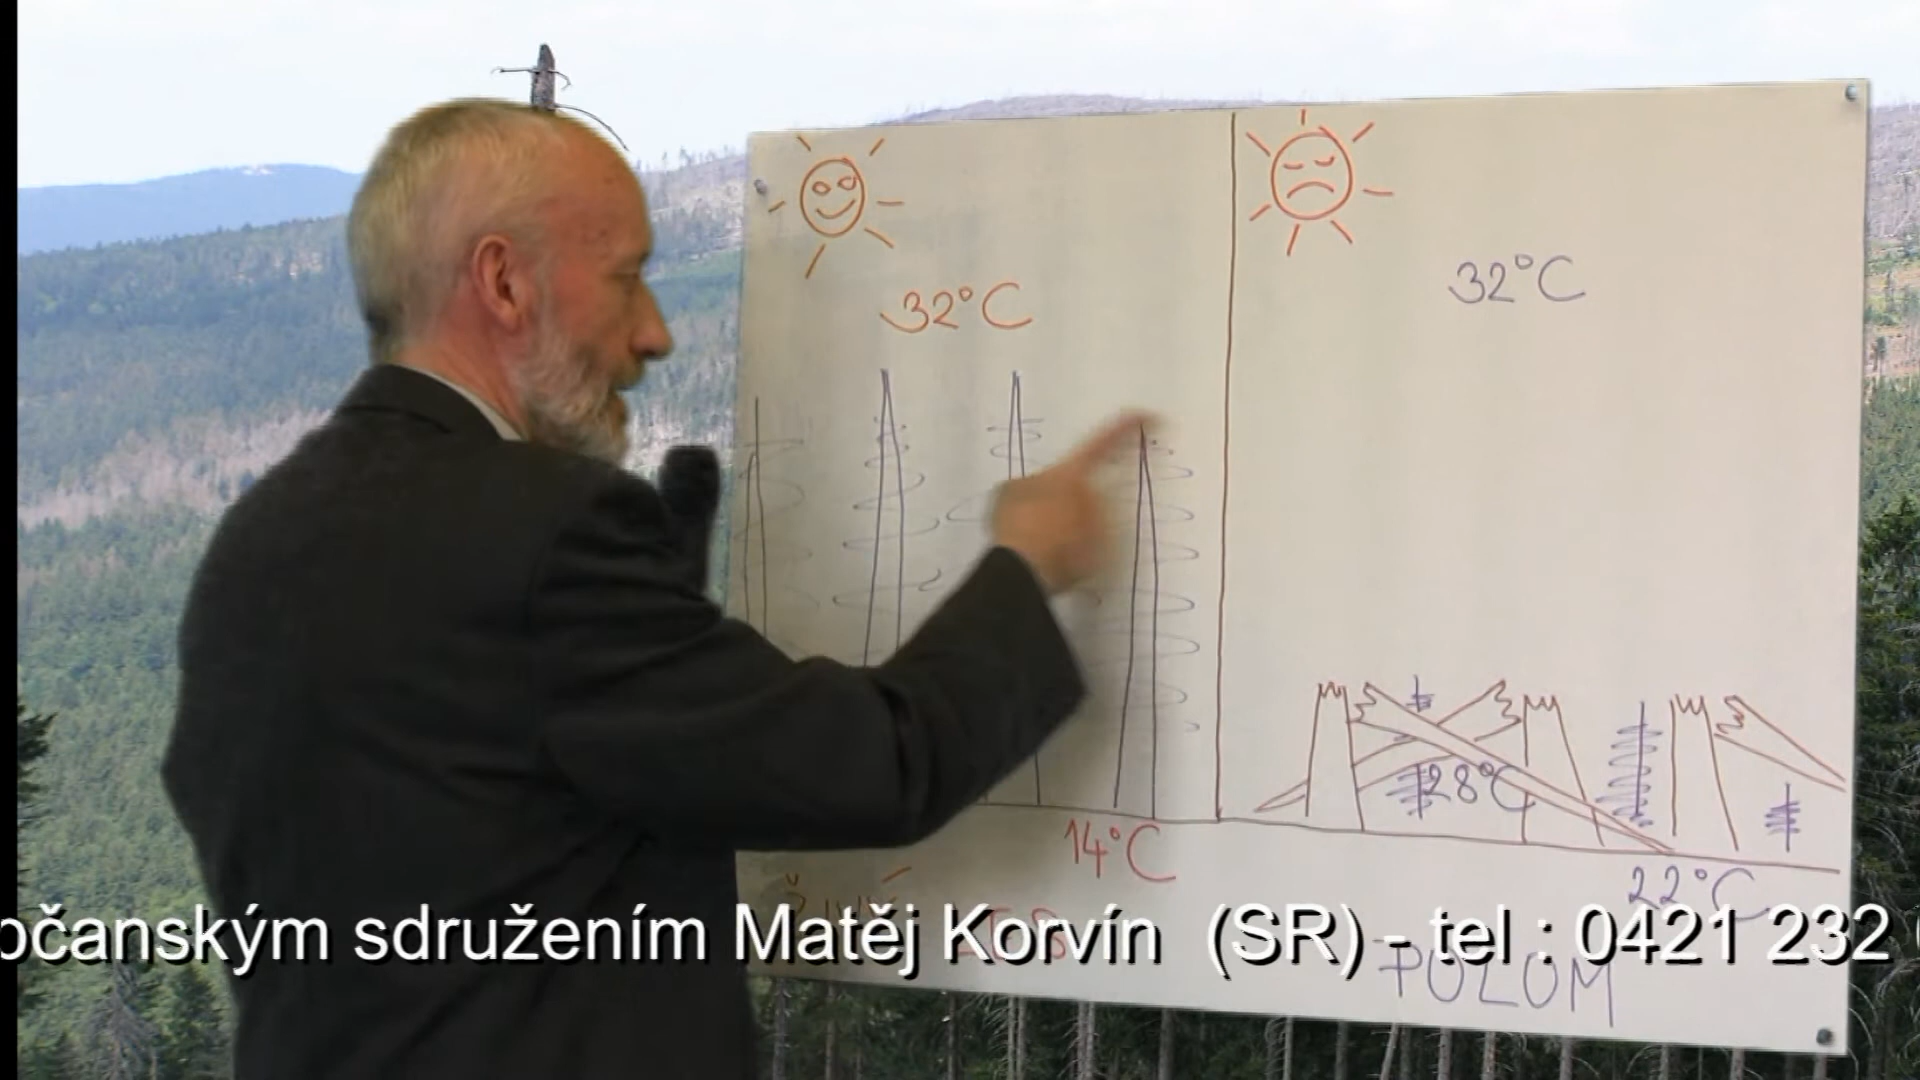 32°C
32°C
28°C
14°C
22°C
POLOM
občanským sdružením Matěj Korvín (SR) - tel : 0421 232